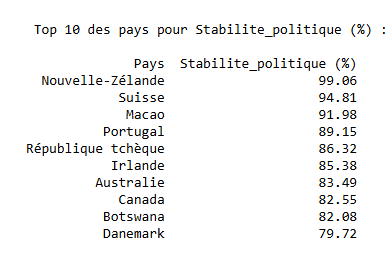 Top 10 des pays pour Stabilite_politique (%) :
Pays Stabilite_politique (%)
Nouvelle-Zélande 99.06
Suisse 94.81
Macao 91.98
Portugal 89.15
République tchèque 86.32
Irlande 85.38
Australie 83.49
Canada 82.55
Botswana 82.08
Danemark 79.72